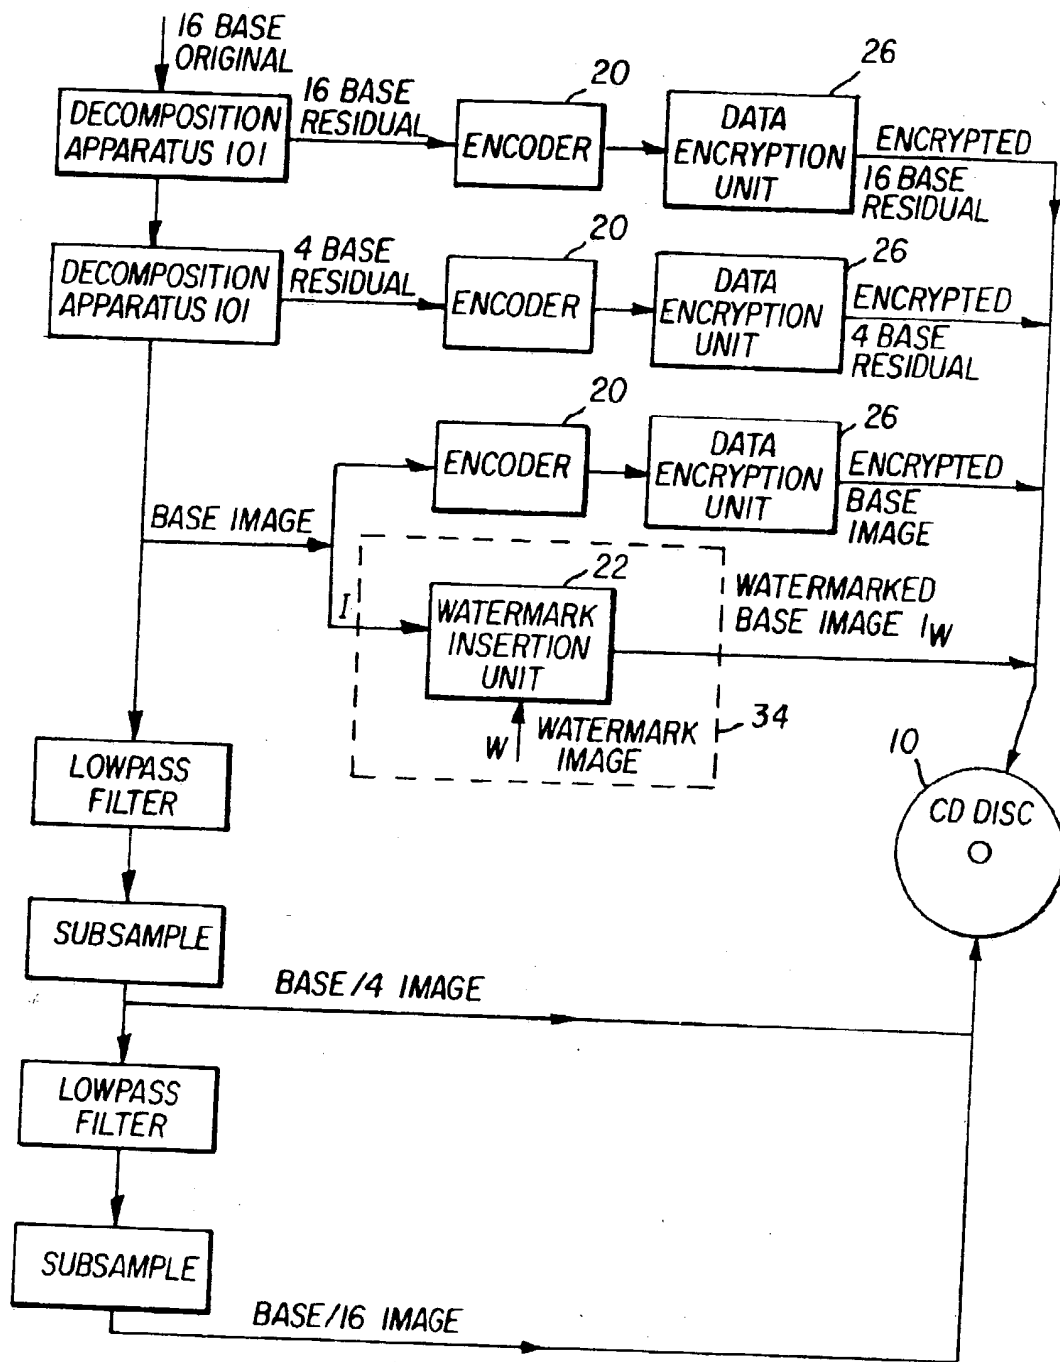 16 BASE
ORIGINAL
DECOMPOSITION
APPARATUS 101
16 BASE
RESIDUAL
20
ENCODER
26
DATA
ENCRYPTION
UNIT
ENCRYPTED
16 BASE
RESIDUAL
DECOMPOSITION
APPARATUS 101
4 BASE
RESIDUAL
20
ENCODER
26
DATA
ENCRYPTION
UNIT
ENCRYPTED
4 BASE
RESIDUAL
20
ENCODER
26
DATA
ENCRYPTION
UNIT
ENCRYPTED
BASE
IMAGE
BASE IMAGE
I
22
WATERMARK
INSERTION
UNIT
WATERMARKED
BASE IMAGE IW
W
WATERMARK
IMAGE
34
LOWPASS
FILTER
10
CD DISC
SUBSAMPLE
BASE/4 IMAGE
LOWPASS
FILTER
SUBSAMPLE
BASE/16 IMAGE